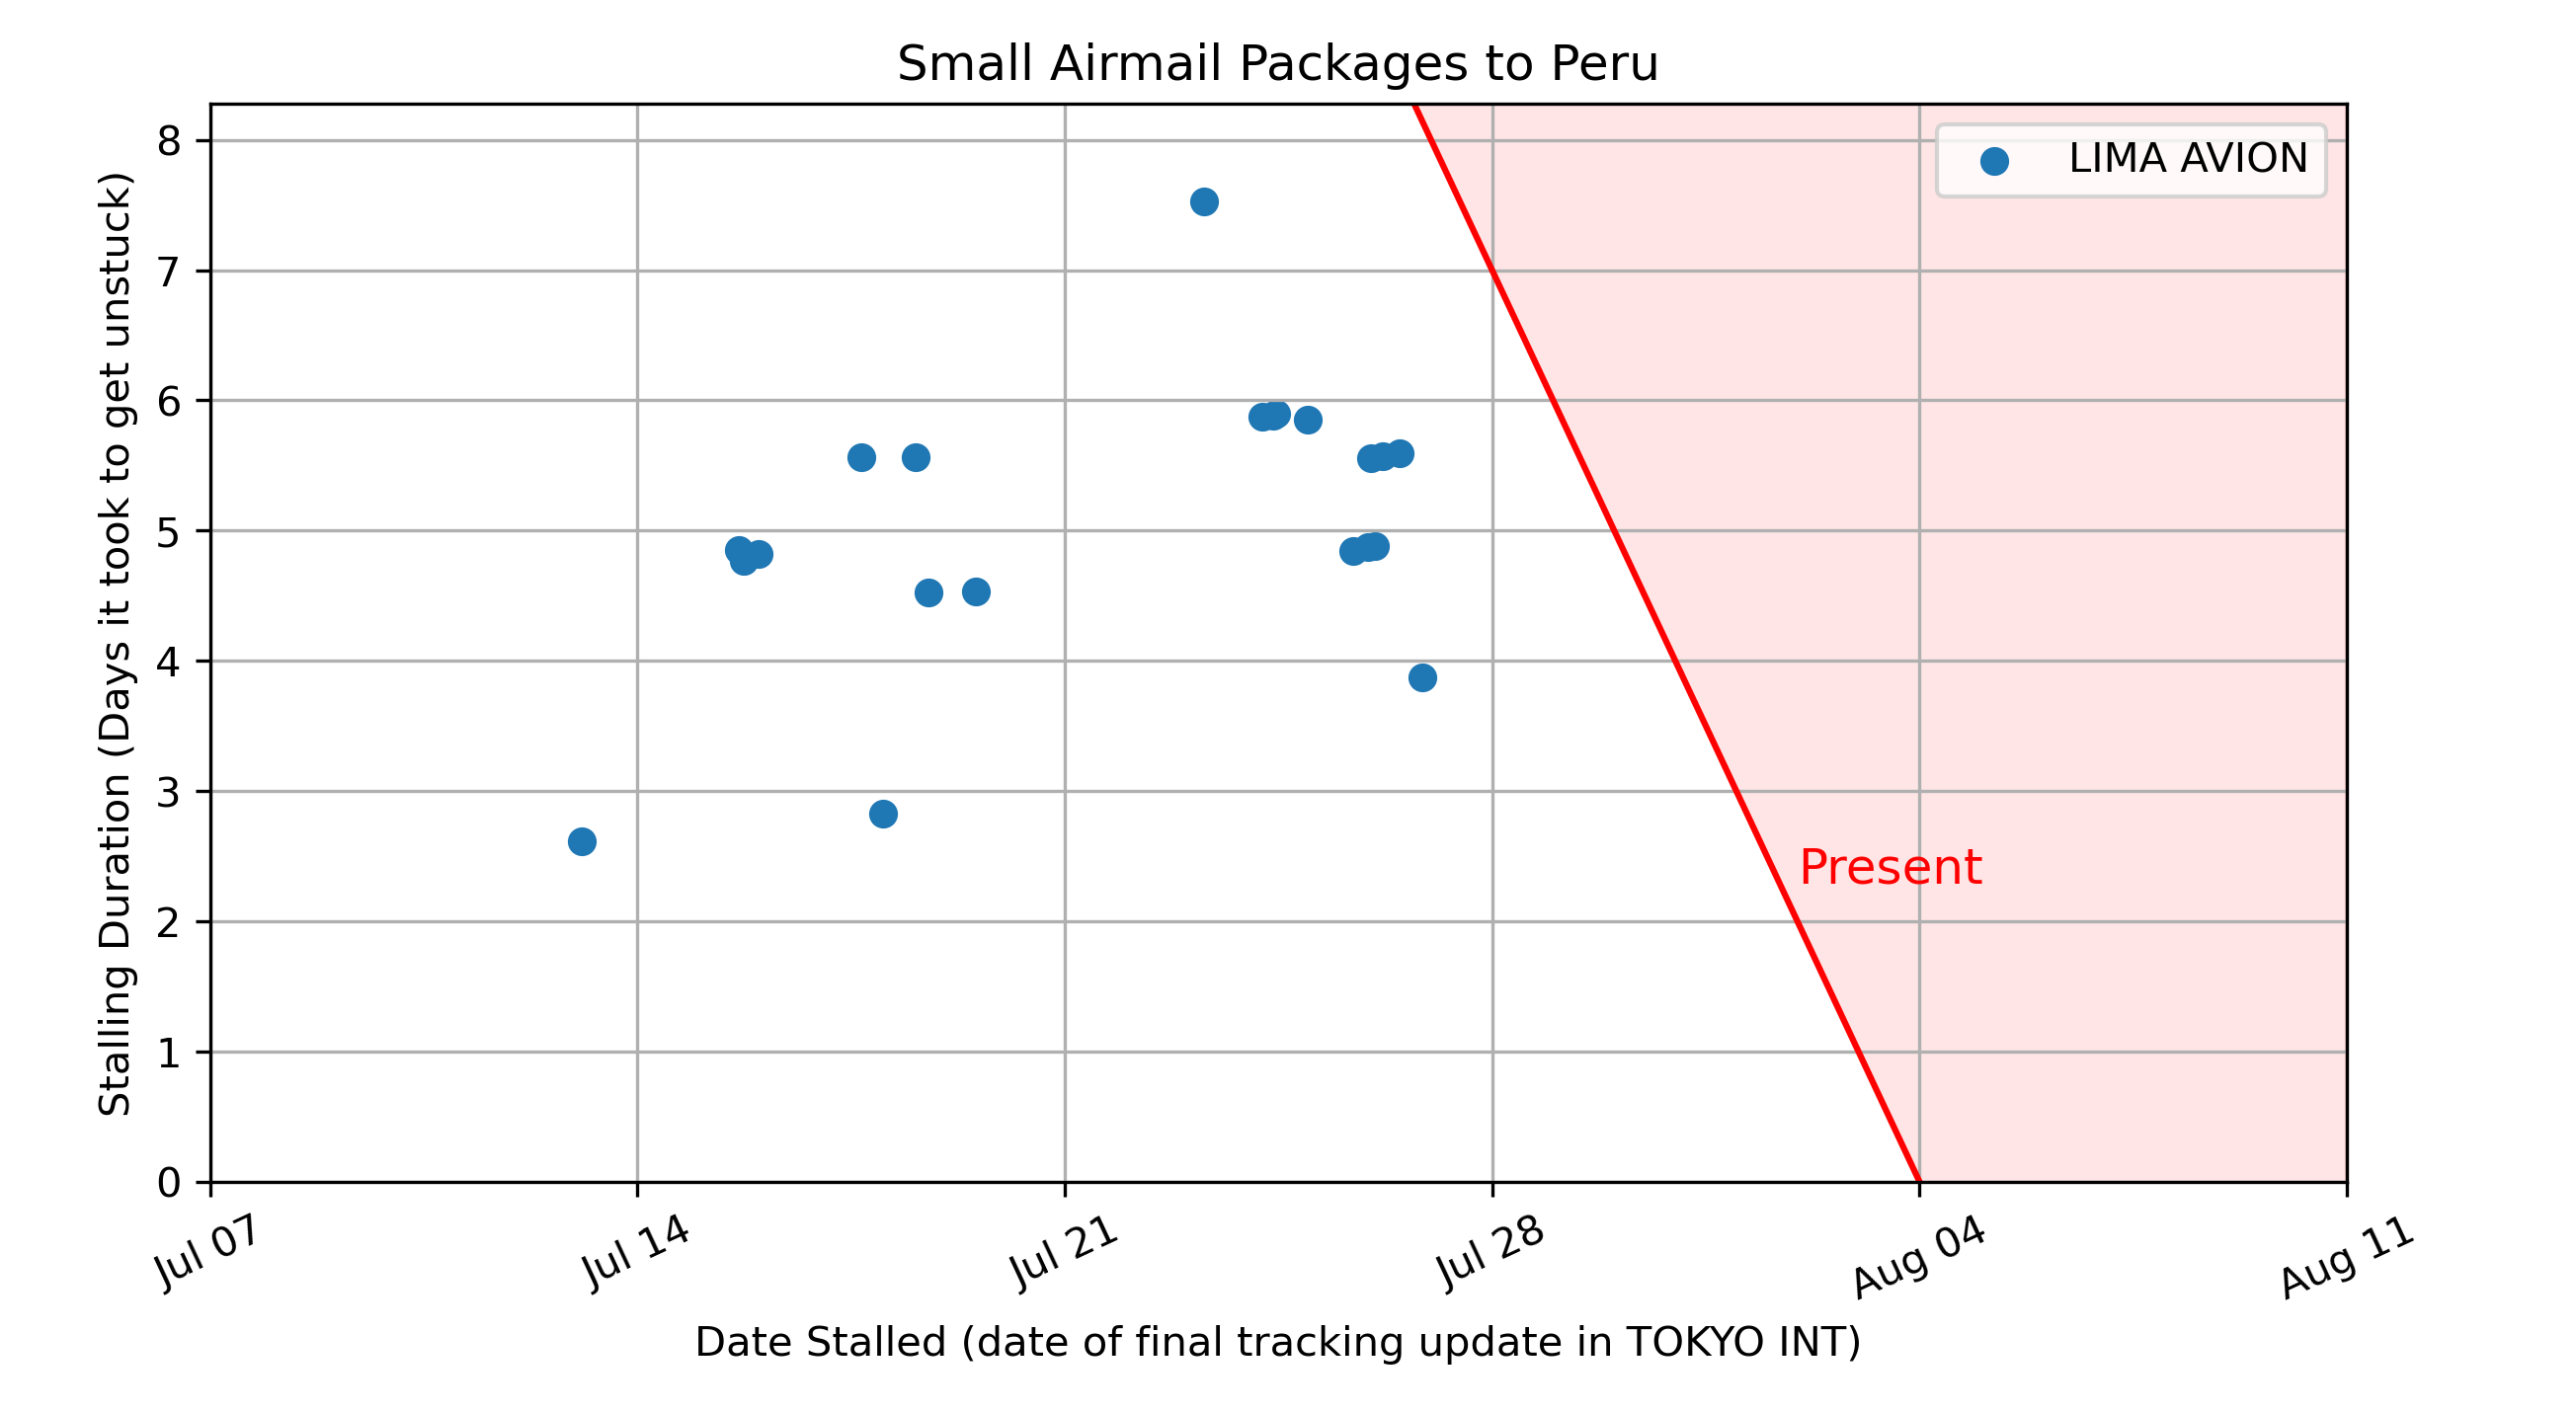 Small Airmail Packages to Peru
Stalling Duration (Days it took to get unstuck)
8
7
6
5
4
3
2
1
0
LIMA AVION
Present
Jul 07
Jul 14
Jul 21
Jul 28
Aug 04
Aug 11
Date Stalled (date of final tracking update in TOKYO INT)